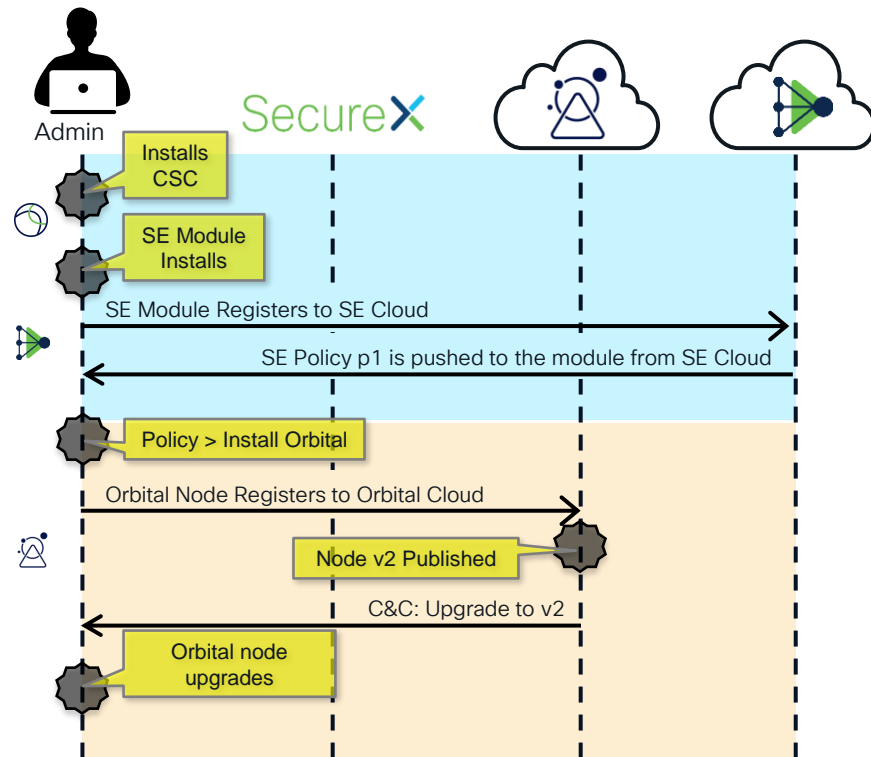 Admin
SecureX
Installs
CSC
SE Module
Installs
SE Module Registers to SE Cloud
SE Policy p1 is pushed to the module from SE Cloud
Policy > Install Orbital
Orbital Node Registers to Orbital Cloud
Node v2 Published
C&C: Upgrade to v2
Orbital node
upgrades